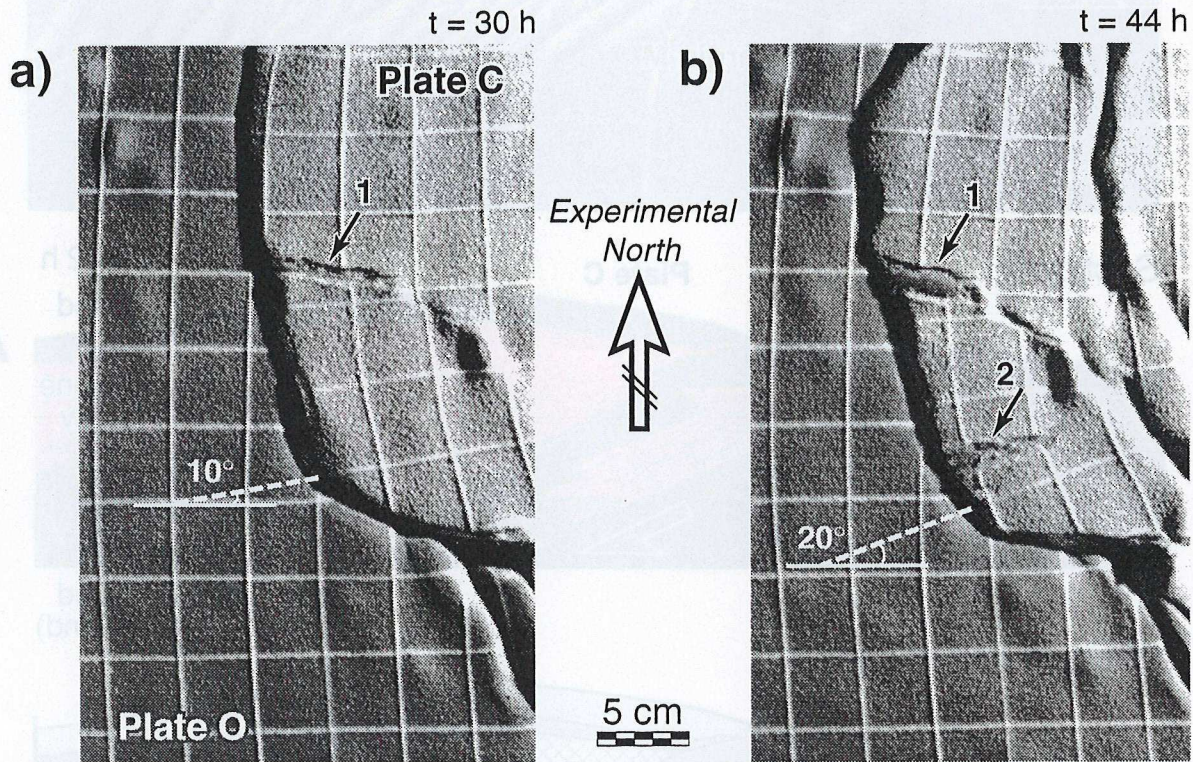 t = 30 h
t = 44 h
a)
Plate C
b)
1
Experimental
North
1
2
10°
20°
Plate O
5 cm